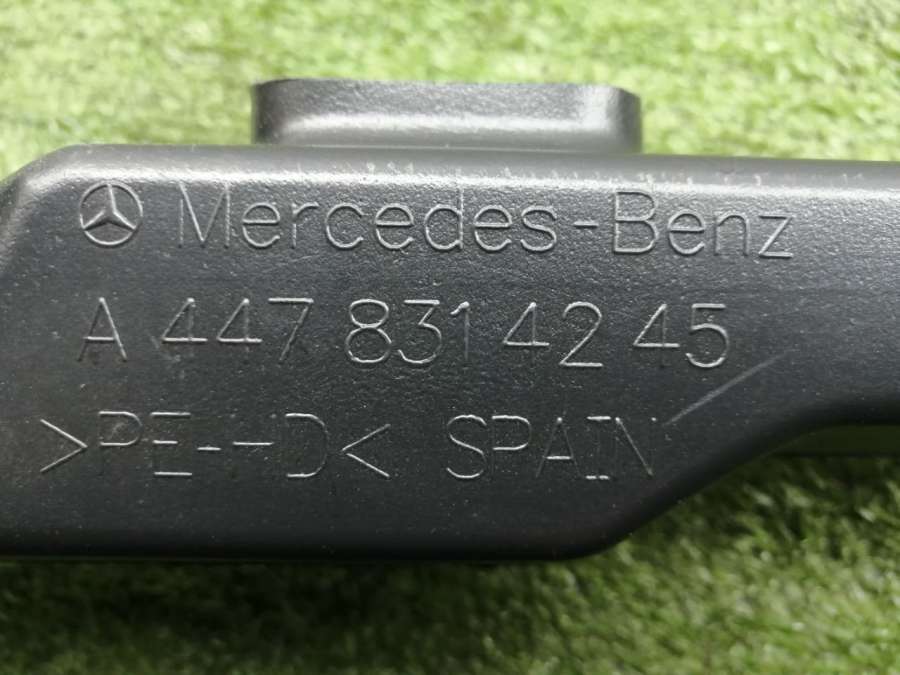 Mercedes-Benz
A 447 831 42 45
>PE-HD< SPAIN